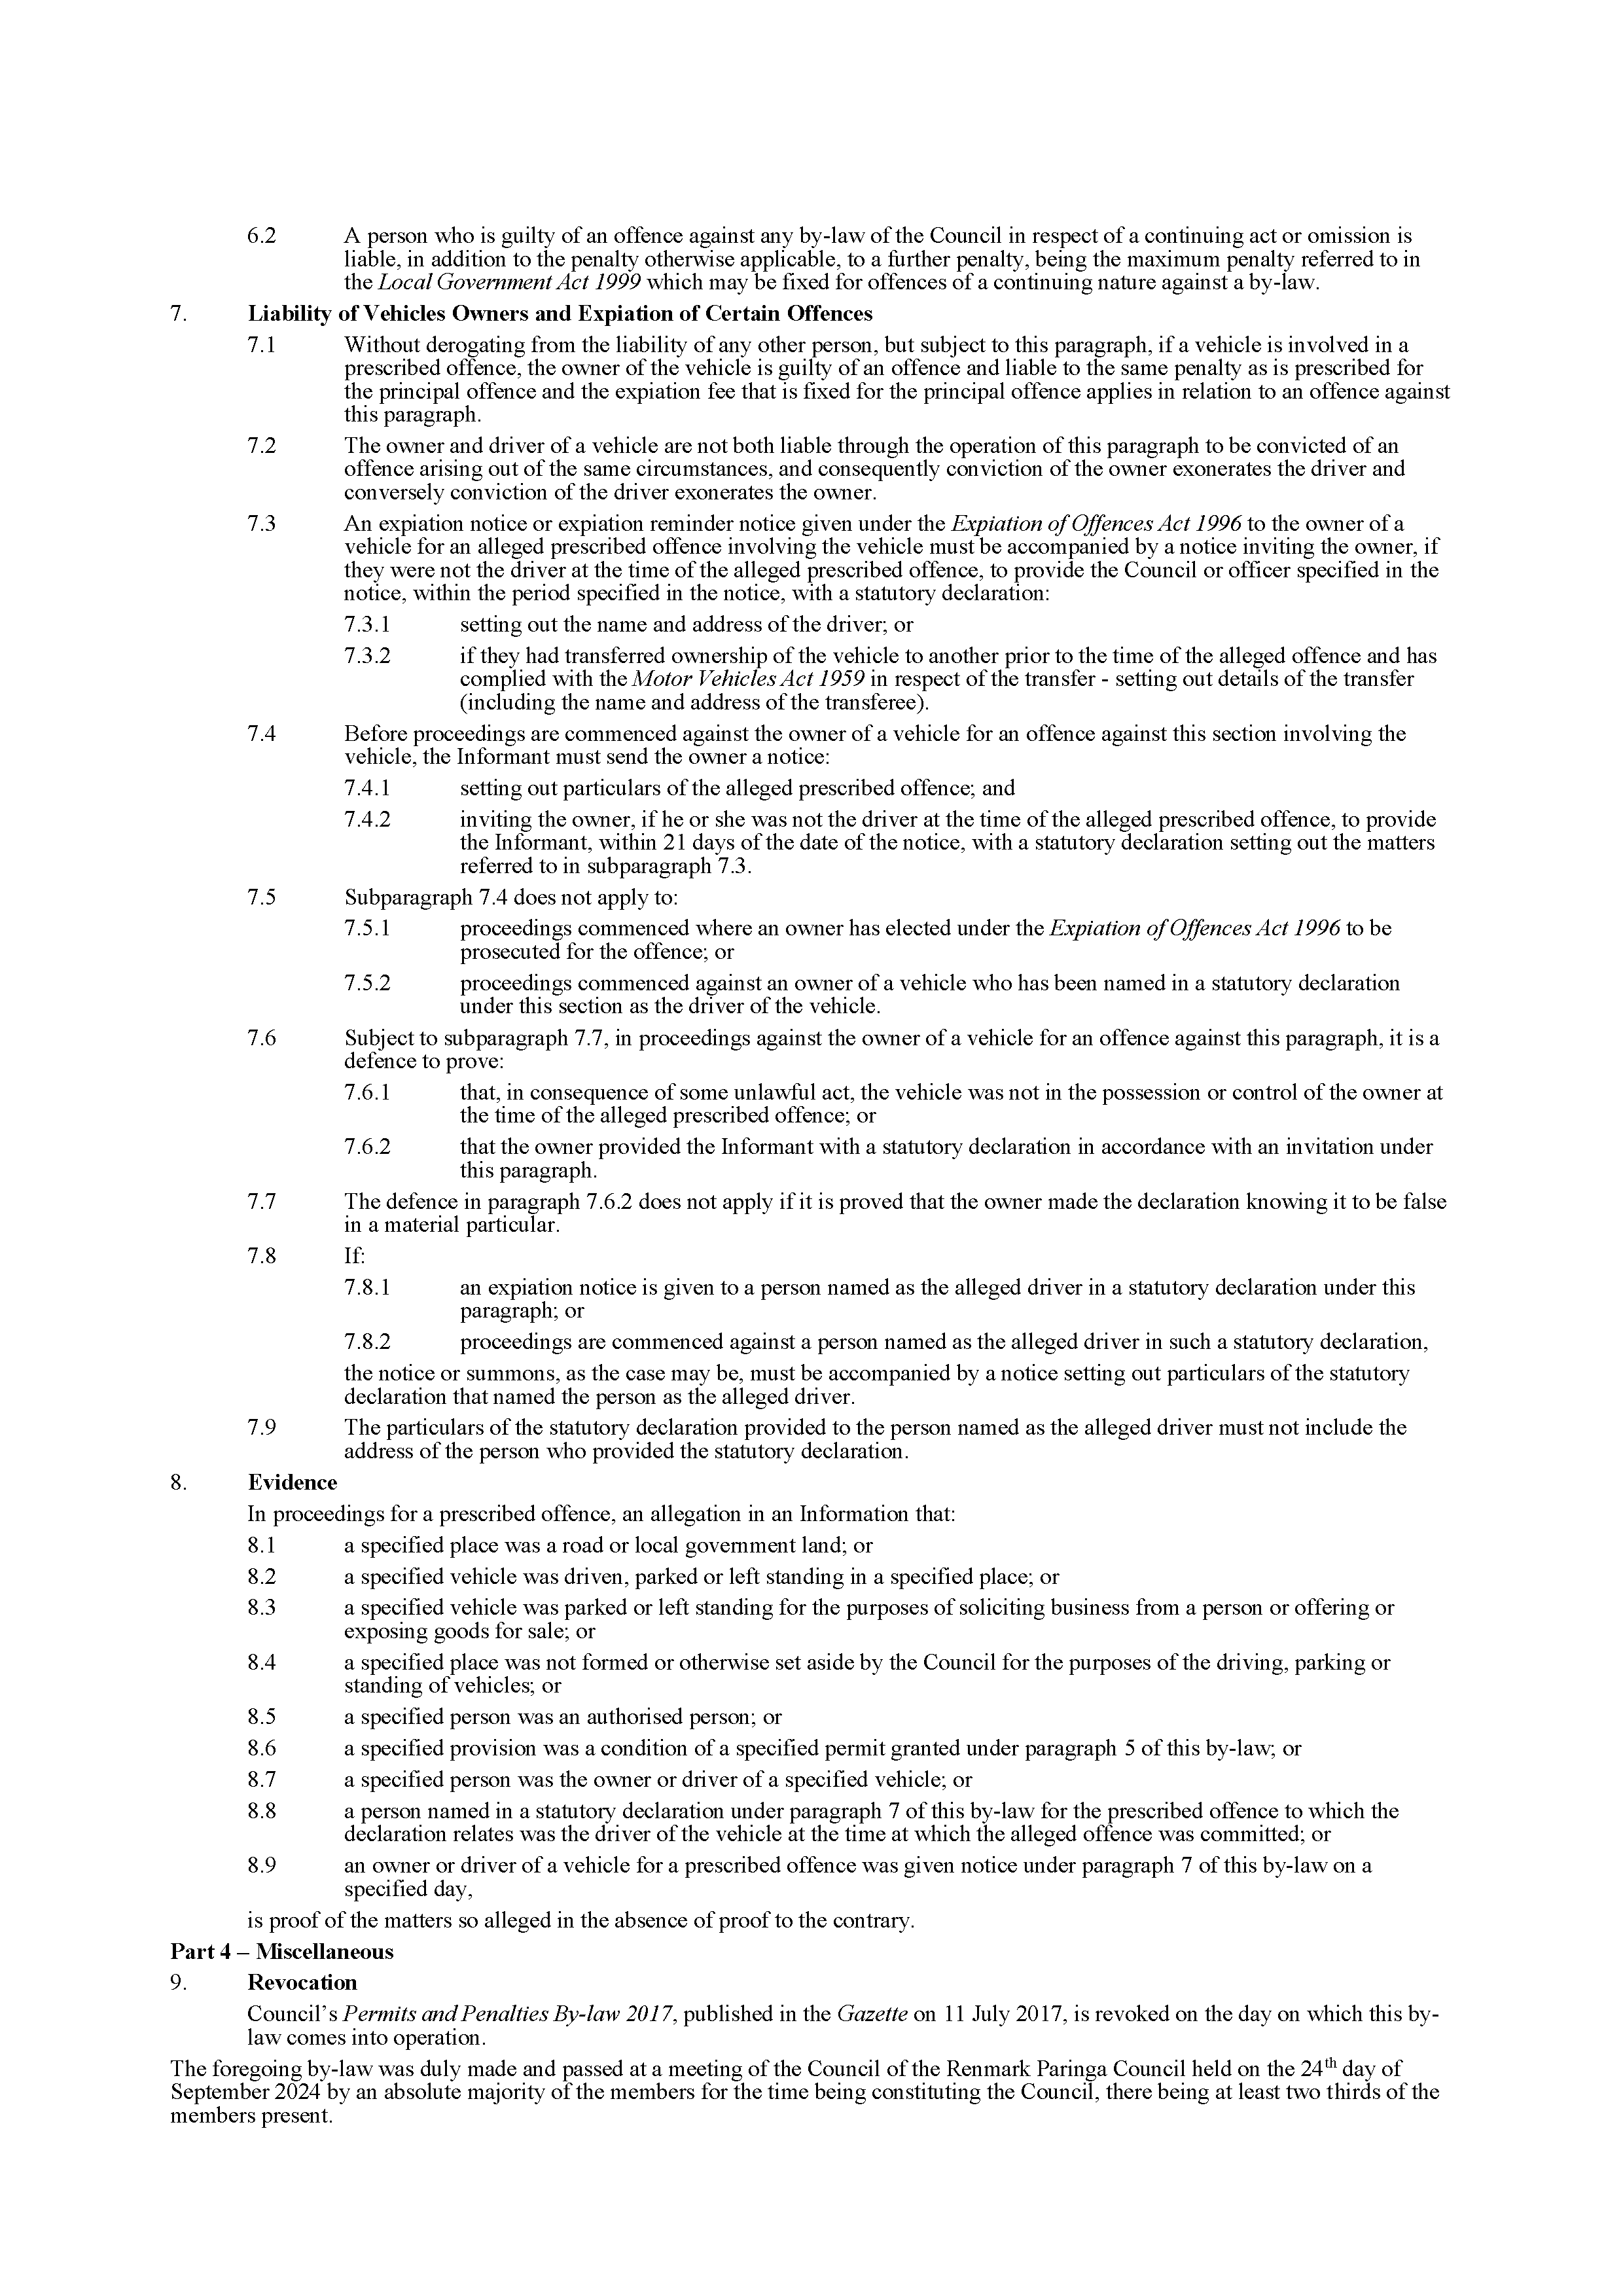 6.2 A person who is guilty of an offence against any by-law of the Council in respect of a continuing act or omission is
liable, in addition to the penalty otherwise applicable, to a further penalty, being the maximum penalty referred to in
the Local Government Act 1999 which may be fixed for offences of a continuing nature against a by-law.
7. Liability of Vehicles Owners and Expiation of Certain Offences
7.1 Without derogating from the liability of any other person, but subject to this paragraph, if a vehicle is involved in a
prescribed offence, the owner of the vehicle is guilty of an offence and liable to the same penalty as is prescribed for
the principal offence and the expiation fee that is fixed for the principal offence applies in relation to an offence against
this paragraph.
7.2 The owner and driver of a vehicle are not both liable through the operation of this paragraph to be convicted of an
offence arising out of the same circumstances, and consequently conviction of the owner exonerates the driver and
conversely conviction of the driver exonerates the owner.
7.3 An expiation notice or expiation reminder notice given under the Expiation of Offences Act 1996 to the owner of a
vehicle for an alleged prescribed offence involving the vehicle must be accompanied by a notice inviting the owner, if
they were not the driver at the time of the alleged prescribed offence, to provide the Council or officer specified in the
notice, within the period specified in the notice, with a statutory declaration:
7.3.1 setting out the name and address of the driver; or
7.3.2 if they had transferred ownership of the vehicle to another prior to the time of the alleged offence and has
complied with the Motor Vehicles Act 1959 in respect of the transfer - setting out details of the transfer
(including the name and address of the transferee).
7.4 Before proceedings are commenced against the owner of a vehicle for an offence against this section involving the
vehicle, the Informant must send the owner a notice:
7.4.1 setting out particulars of the alleged prescribed offence; and
7.4.2 inviting the owner, if he or she was not the driver at the time of the alleged prescribed offence, to provide
the Informant, within 21 days of the date of the notice, with a statutory declaration setting out the matters
referred to in subparagraph 7.3.
7.5 Subparagraph 7.4 does not apply to:
7.5.1 proceedings commenced where an owner has elected under the Expiation of Offences Act 1996 to be
prosecuted for the offence; or
7.5.2 proceedings commenced against an owner of a vehicle who has been named in a statutory declaration
under this section as the driver of the vehicle.
7.6 Subject to subparagraph 7.7, in proceedings against the owner of a vehicle for an offence against this paragraph, it is a
defence to prove:
7.6.1 that, in consequence of some unlawful act, the vehicle was not in the possession or control of the owner at
the time of the alleged prescribed offence; or
7.6.2 that the owner provided the Informant with a statutory declaration in accordance with an invitation under
this paragraph.
7.7 The defence in paragraph 7.6.2 does not apply if it is proved that the owner made the declaration knowing it to be false
in a material particular.
7.8 If:
7.8.1 an expiation notice is given to a person named as the alleged driver in a statutory declaration under this
paragraph; or
7.8.2 proceedings are commenced against a person named as the alleged driver in such a statutory declaration,
the notice or summons, as the case may be, must be accompanied by a notice setting out particulars of the statutory
declaration that named the person as the alleged driver.
7.9 The particulars of the statutory declaration provided to the person named as the alleged driver must not include the
address of the person who provided the statutory declaration.
8. Evidence
In proceedings for a prescribed offence, an allegation in an Information that:
8.1 a specified place was a road or local government land; or
8.2 a specified vehicle was driven, parked or left standing in a specified place; or
8.3 a specified vehicle was parked or left standing for the purposes of soliciting business from a person or offering or
exposing goods for sale; or
8.4 a specified place was not formed or otherwise set aside by the Council for the purposes of the driving, parking or
standing of vehicles; or
8.5 a specified person was an authorised person; or
8.6 a specified provision was a condition of a specified permit granted under paragraph 5 of this by-law; or
8.7 a specified person was the owner or driver of a specified vehicle; or
8.8 a person named in a statutory declaration under paragraph 7 of this by-law for the prescribed offence to which the
declaration relates was the driver of the vehicle at the time at which the alleged offence was committed; or
8.9 an owner or driver of a vehicle for a prescribed offence was given notice under paragraph 7 of this by-law on a
specified day,
is proof of the matters so alleged in the absence of proof to the contrary.
Part 4 – Miscellaneous
9. Revocation
Council's Permits and Penalties By-law 2017, published in the Gazette on 11 July 2017, is revoked on the day on which this by-
law comes into operation.
The foregoing by-law was duly made and passed at a meeting of the Council of the Renmark Paringa Council held on the 24th day of
September 2024 by an absolute majority of the members for the time being constituting the Council, there being at least two thirds of the
members present.